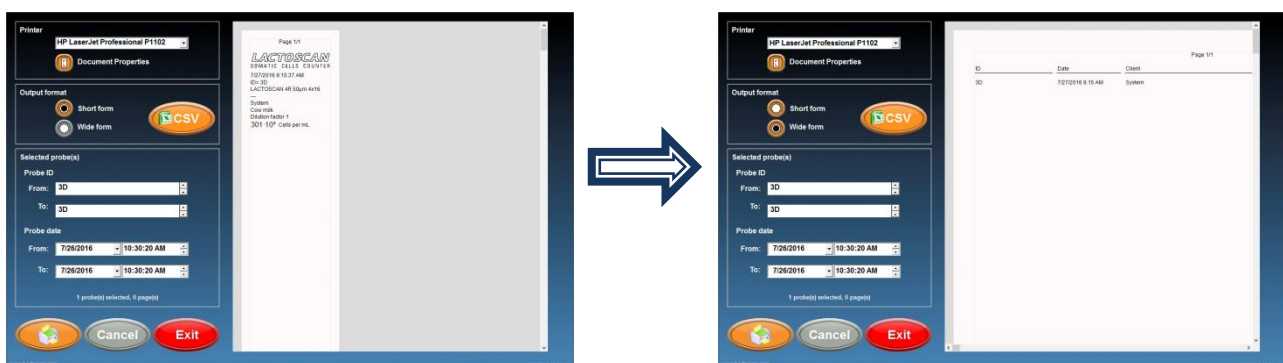 Printer
HP LaserJet Professional P1102
Document Properties
Output format
Short form
Wide form
CSV
Selected probe(s)
Probe ID
From: 3D
To: 3D
Probe date
From: 7/26/2016 10:30:20 AM
To: 7/26/2016 10:30:20 AM
1 probe(s) selected, 0 page(s)
Cancel
Exit
Page 1/1
LACTOSCAN
SOMATIC CELLS COUNTER
7/27/2016 9:15:37 AM
ID= 3D
LACTOSCAN 4R 50µm 4x16
---
System
Cow milk
Dilution factor 1
Cells per mL
Printer
HP LaserJet Professional P1102
Document Properties
Output format
Short form
Wide form
CSV
Selected probe(s)
Probe ID
From: 3D
To: 3D
Probe date
From: 7/26/2016 10:30:20 AM
To: 7/26/2016 10:30:20 AM
1 probe(s) selected, 0 page(s)
Cancel
Exit
Page 1/1
ID Date Client
3D 7/27/2016 9:15 AM System